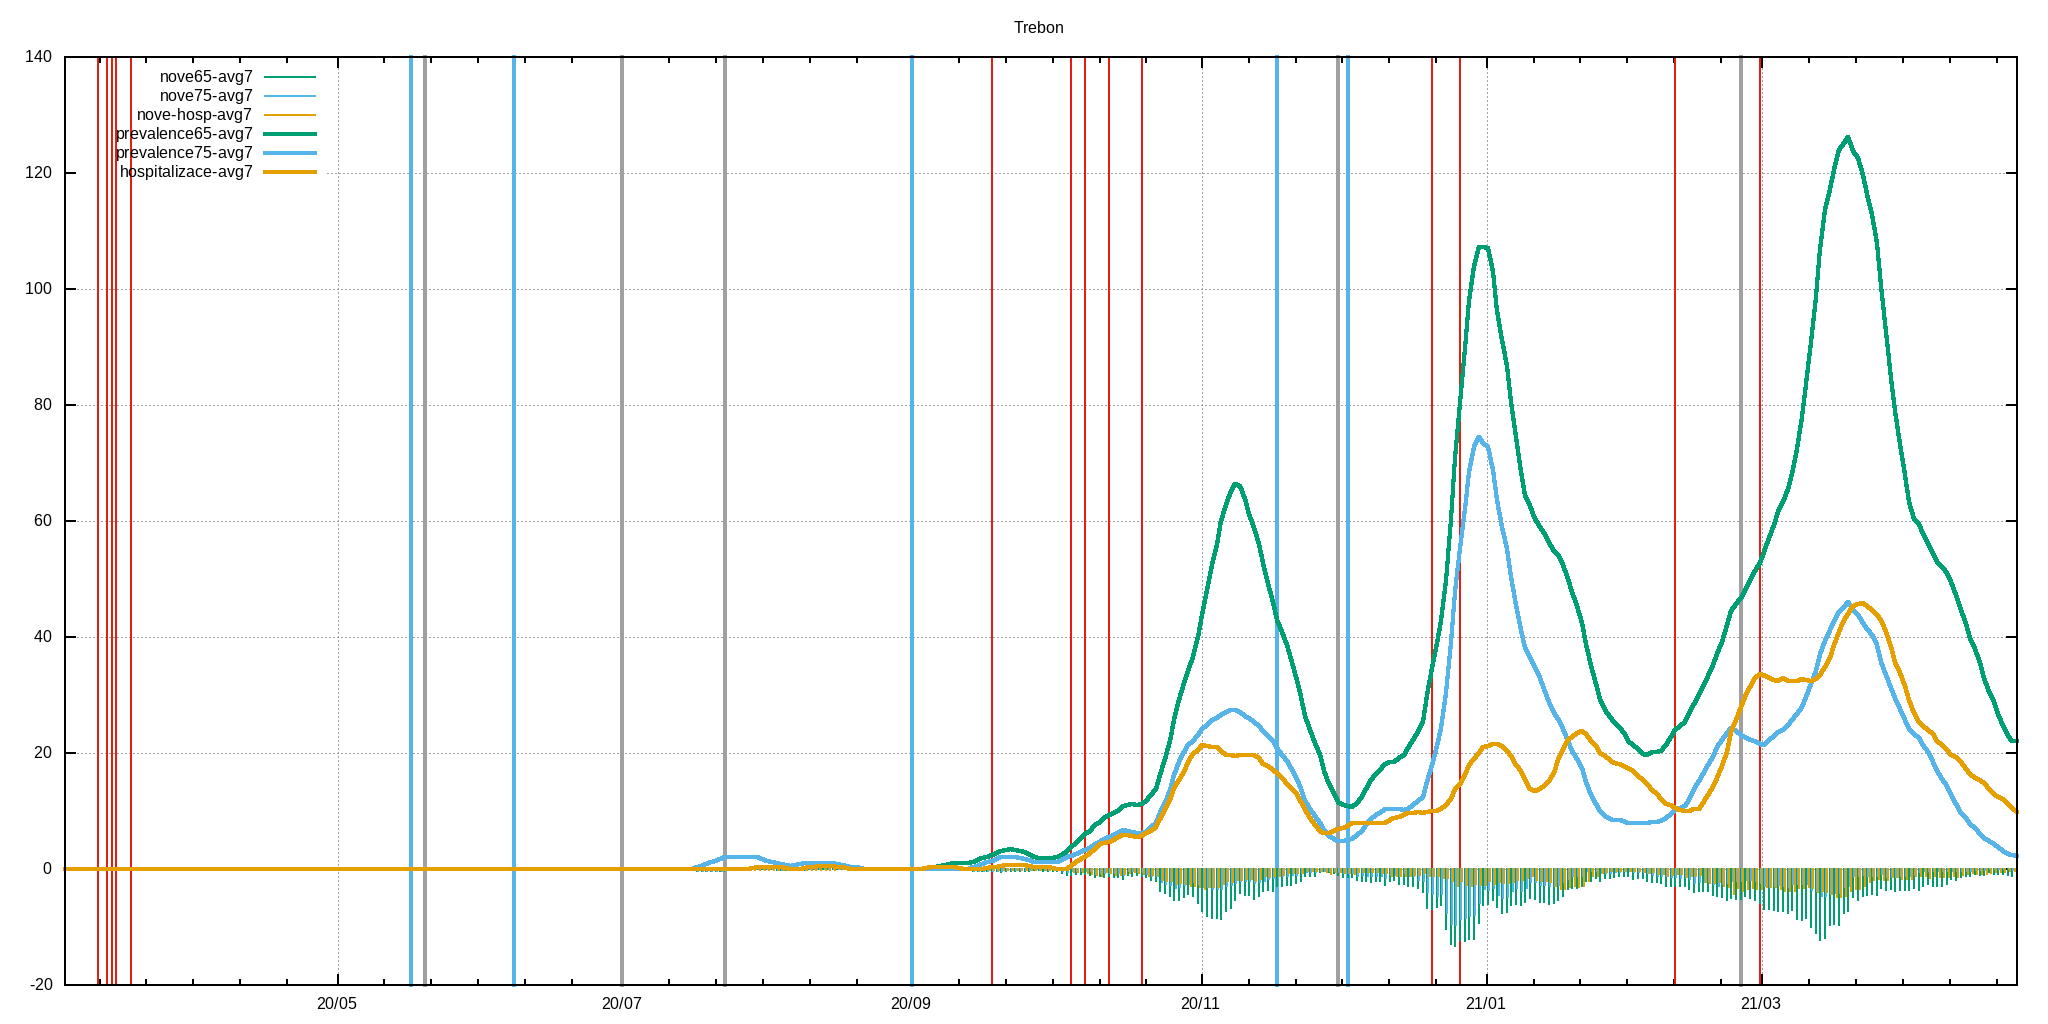 Trebon
140
120
100
80
60
40
20
0
-20
nove65-avg7
nove75-avg7
nove-hosp-avg7
prevalence65-avg7
prevalence75-avg7
hospitalizace-avg7
20/05 20/07 20/09 20/11 21/01 21/03